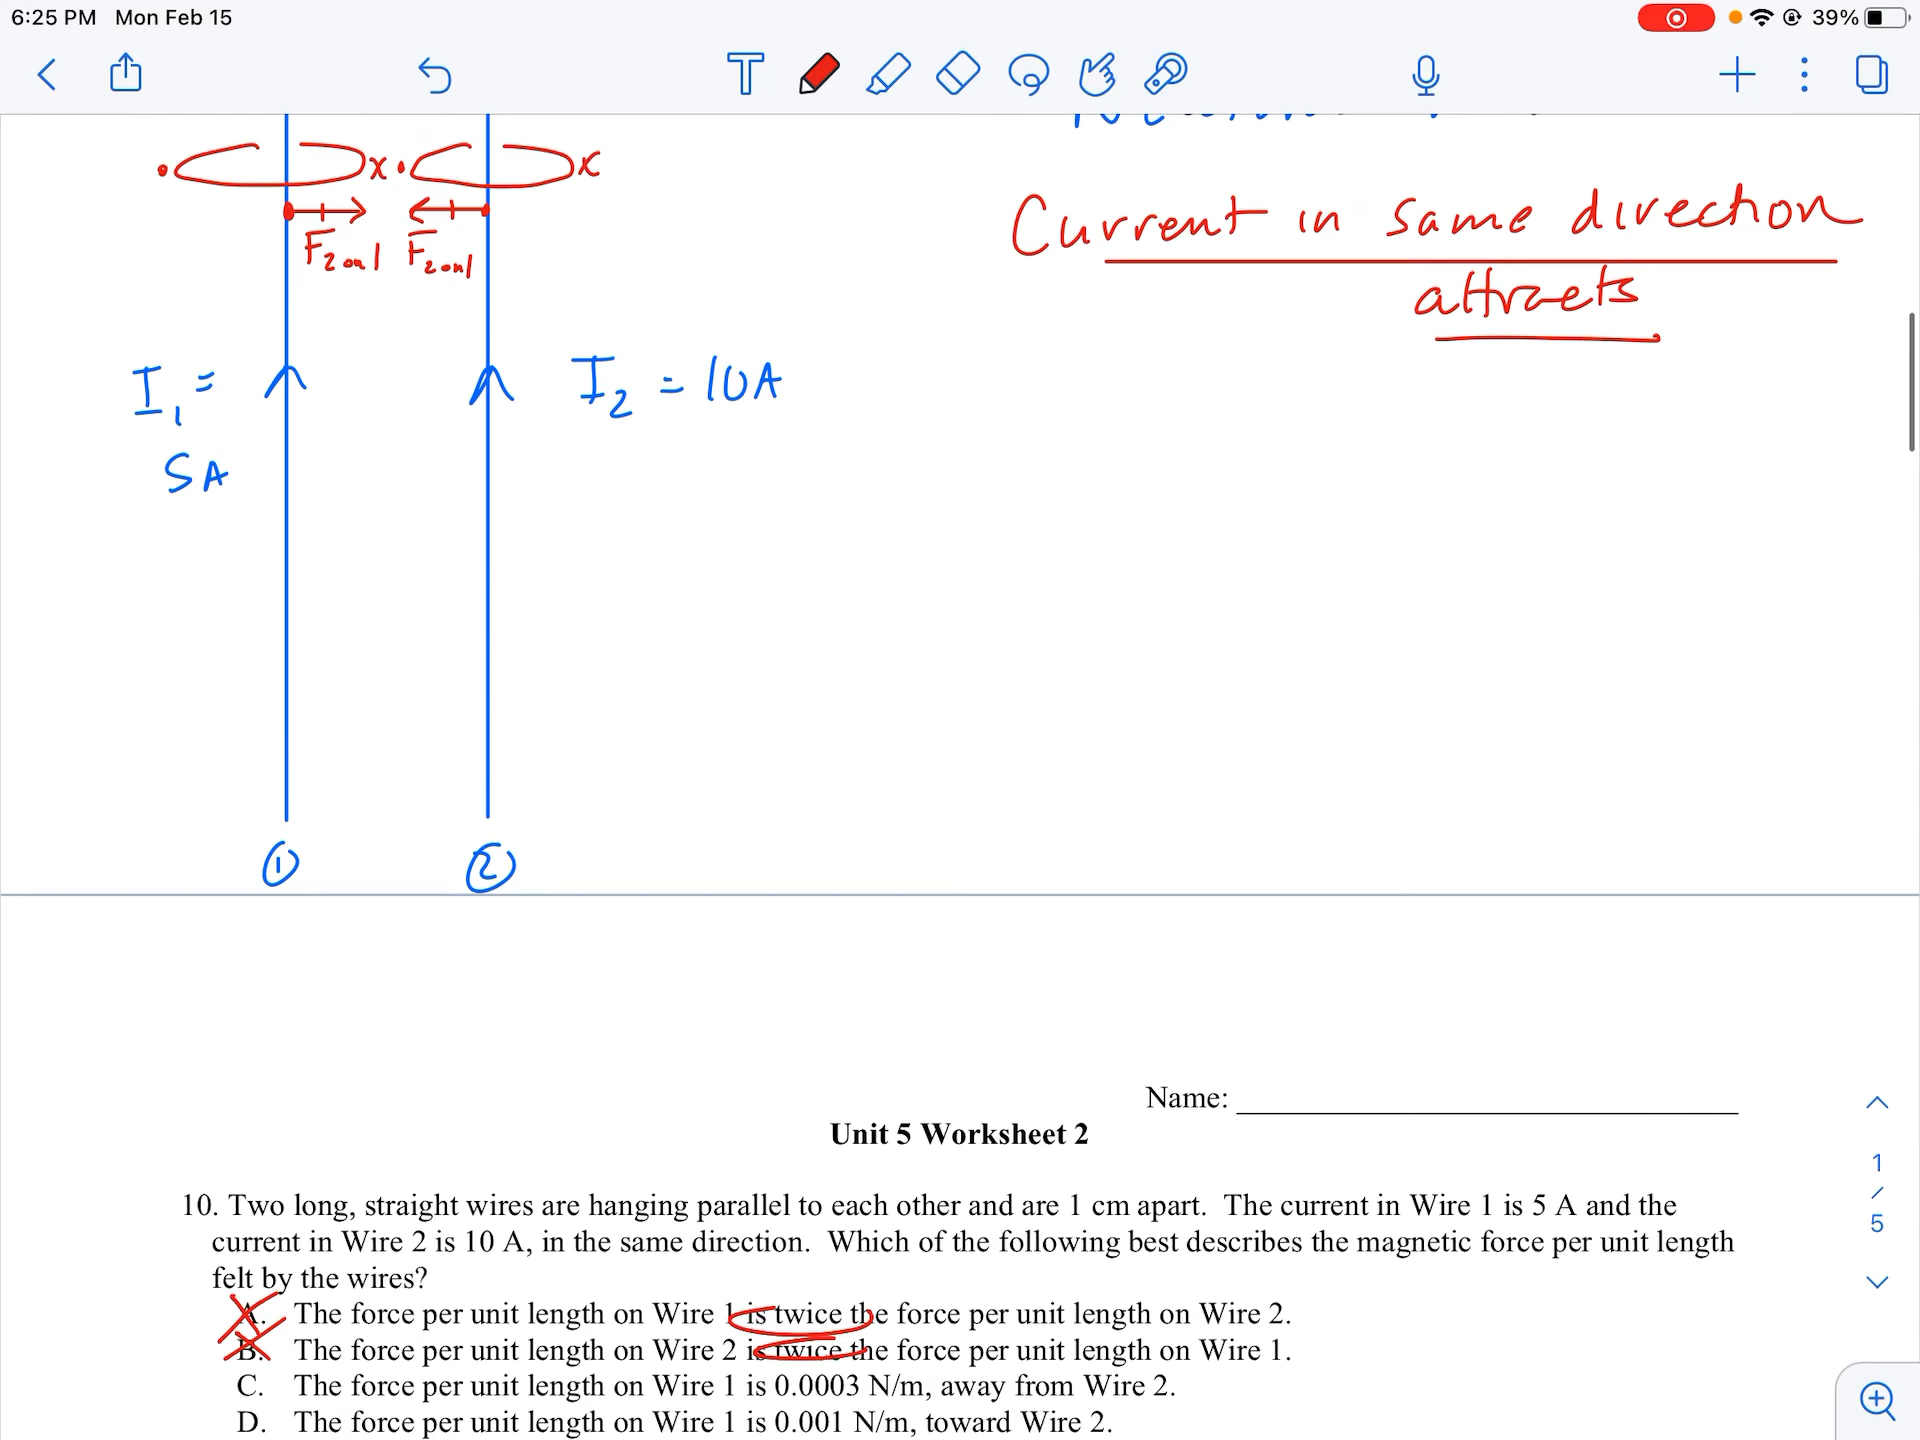 6:25 PM Mon Feb 15
39%
Current in same direction
attracts
x
x
F2 on 1
F2 on 1
I1 =
5A
I2 = 10A
1
2
Name:
Unit 5 Worksheet 2
10. Two long, straight wires are hanging parallel to each other and are 1 cm apart. The current in Wire 1 is 5 A and the
current in Wire 2 is 10 A, in the same direction. Which of the following best describes the magnetic force per unit length
felt by the wires?
A. The force per unit length on Wire 1 is twice the force per unit length on Wire 2.
B. The force per unit length on Wire 2 is twice the force per unit length on Wire 1.
C. The force per unit length on Wire 1 is 0.0003 N/m, away from Wire 2.
D. The force per unit length on Wire 1 is 0.001 N/m, toward Wire 2.
1
/
5